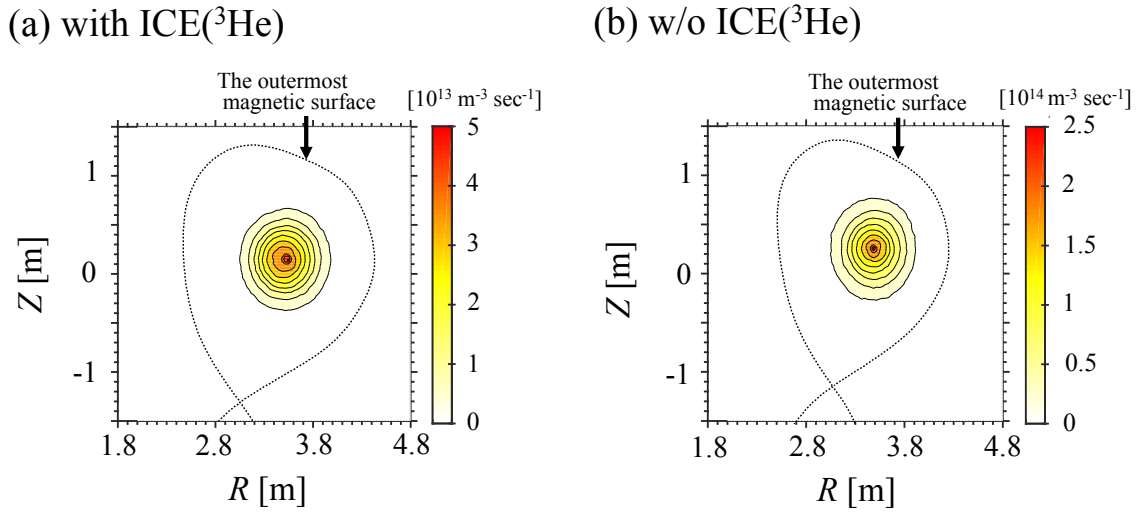 (a) with ICE(³He)
The outermost
magnetic surface
[10¹³ m⁻³ sec⁻¹]
5
4
3
2
1
0
1
0
-1
Z [m]
1.8 2.8 3.8 4.8
R [m]
(b) w/o ICE(³He)
The outermost
magnetic surface
[10¹⁴ m⁻³ sec⁻¹]
2.5
2
1.5
1
0.5
0
1
0
-1
Z [m]
1.8 2.8 3.8 4.8
R [m]